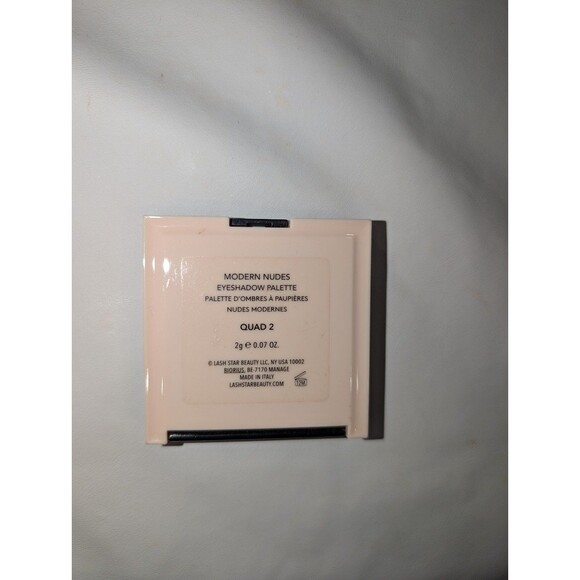 MODERN NUDES
EYESHADOW PALETTE
PALETTE D'OMBRES À PAUPIÈRES
NUDES MODERNES
QUAD 2
2g ℮ 0.07 OZ.
© LASH STAR BEAUTY LLC, NY USA 10002
BIORIUS, BE-7170 MANAGE
MADE IN ITALY
LASHSTARBEAUTY.COM
12M